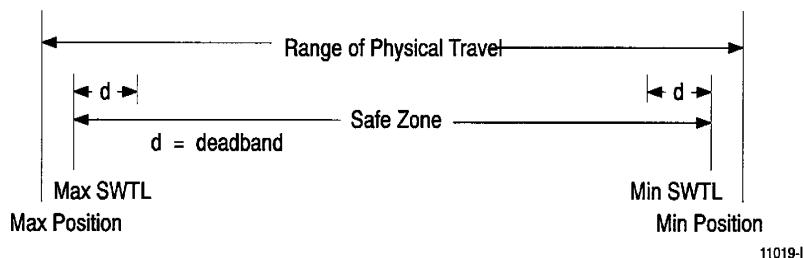 Range of Physical Travel
d
d
Safe Zone
d = deadband
Max SWTL
Min SWTL
Max Position
Min Position
11019-I